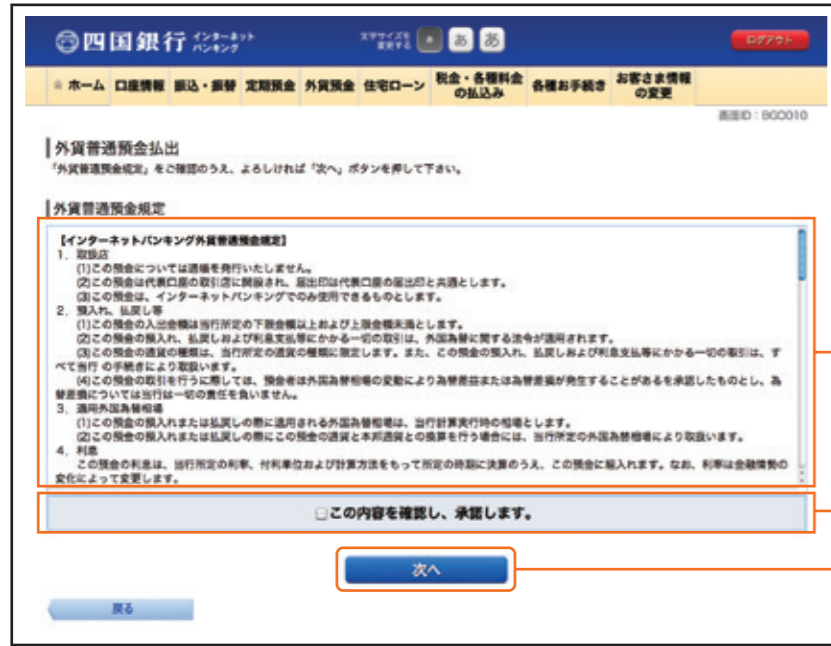 四国銀行 インターネット バンキング
文字サイズを 変更する あ あ
ログアウト
ホーム 口座情報 振込・振替 定期預金 外貨預金 住宅ローン 税金・各種料金の払込み 各種お手続き お客さま情報の変更
画面ID：BGO010
外貨普通預金払出
「外貨普通預金規定」をご確認のうえ、よろしければ「次へ」ボタンを押して下さい。
外貨普通預金規定
【インターネットバンキング外貨普通預金規定】
1．取扱店
(1)この預金については通帳を発行いたしません。
(2)この預金は代表口座の取引店に開設され、届出印は代表口座の届出印と共通とします。
(3)この預金は、インターネットバンキングでのみ使用できるものとします。
2．預入れ、払戻し等
(1)この預金の入出金額は当行所定の下限金額以上および上限金額未満とします。
(2)この預金の預入れ、払戻しおよび利息支払等にかかる一切の取引は、外国為替に関する法令が適用されます。
(3)この預金の通貨の種類は、当行所定の通貨の種類に限定します。また、この預金の預入れ、払戻しおよび利息支払等にかかる一切の取引は、す
べて当行 の手続きにより取扱います。
(4)この預金の取引を行うに際しては、預金者は外国為替相場の変動により為替差益または為替差損が発生することがあるを承諾したものとし、為
替差損については当行は一切の責任を負いません。
3．適用外国為替相場
(1)この預金の預入れまたは払戻しの際に適用される外国為替相場は、当行計算実行時の相場とします。
(2)この預金の預入れまたは払戻しの際にこの預金の通貨と本邦通貨との換算を行う場合には、当行所定の外国為替相場により取扱います。
4．利息
この預金の利息は、当行所定の利率、付利単位および計算方法をもって所定の時期に決算のうえ、この預金に組入れます。なお、利率は金融情勢の
変化によって変更します。
この内容を確認し、承諾します。
次へ
戻る